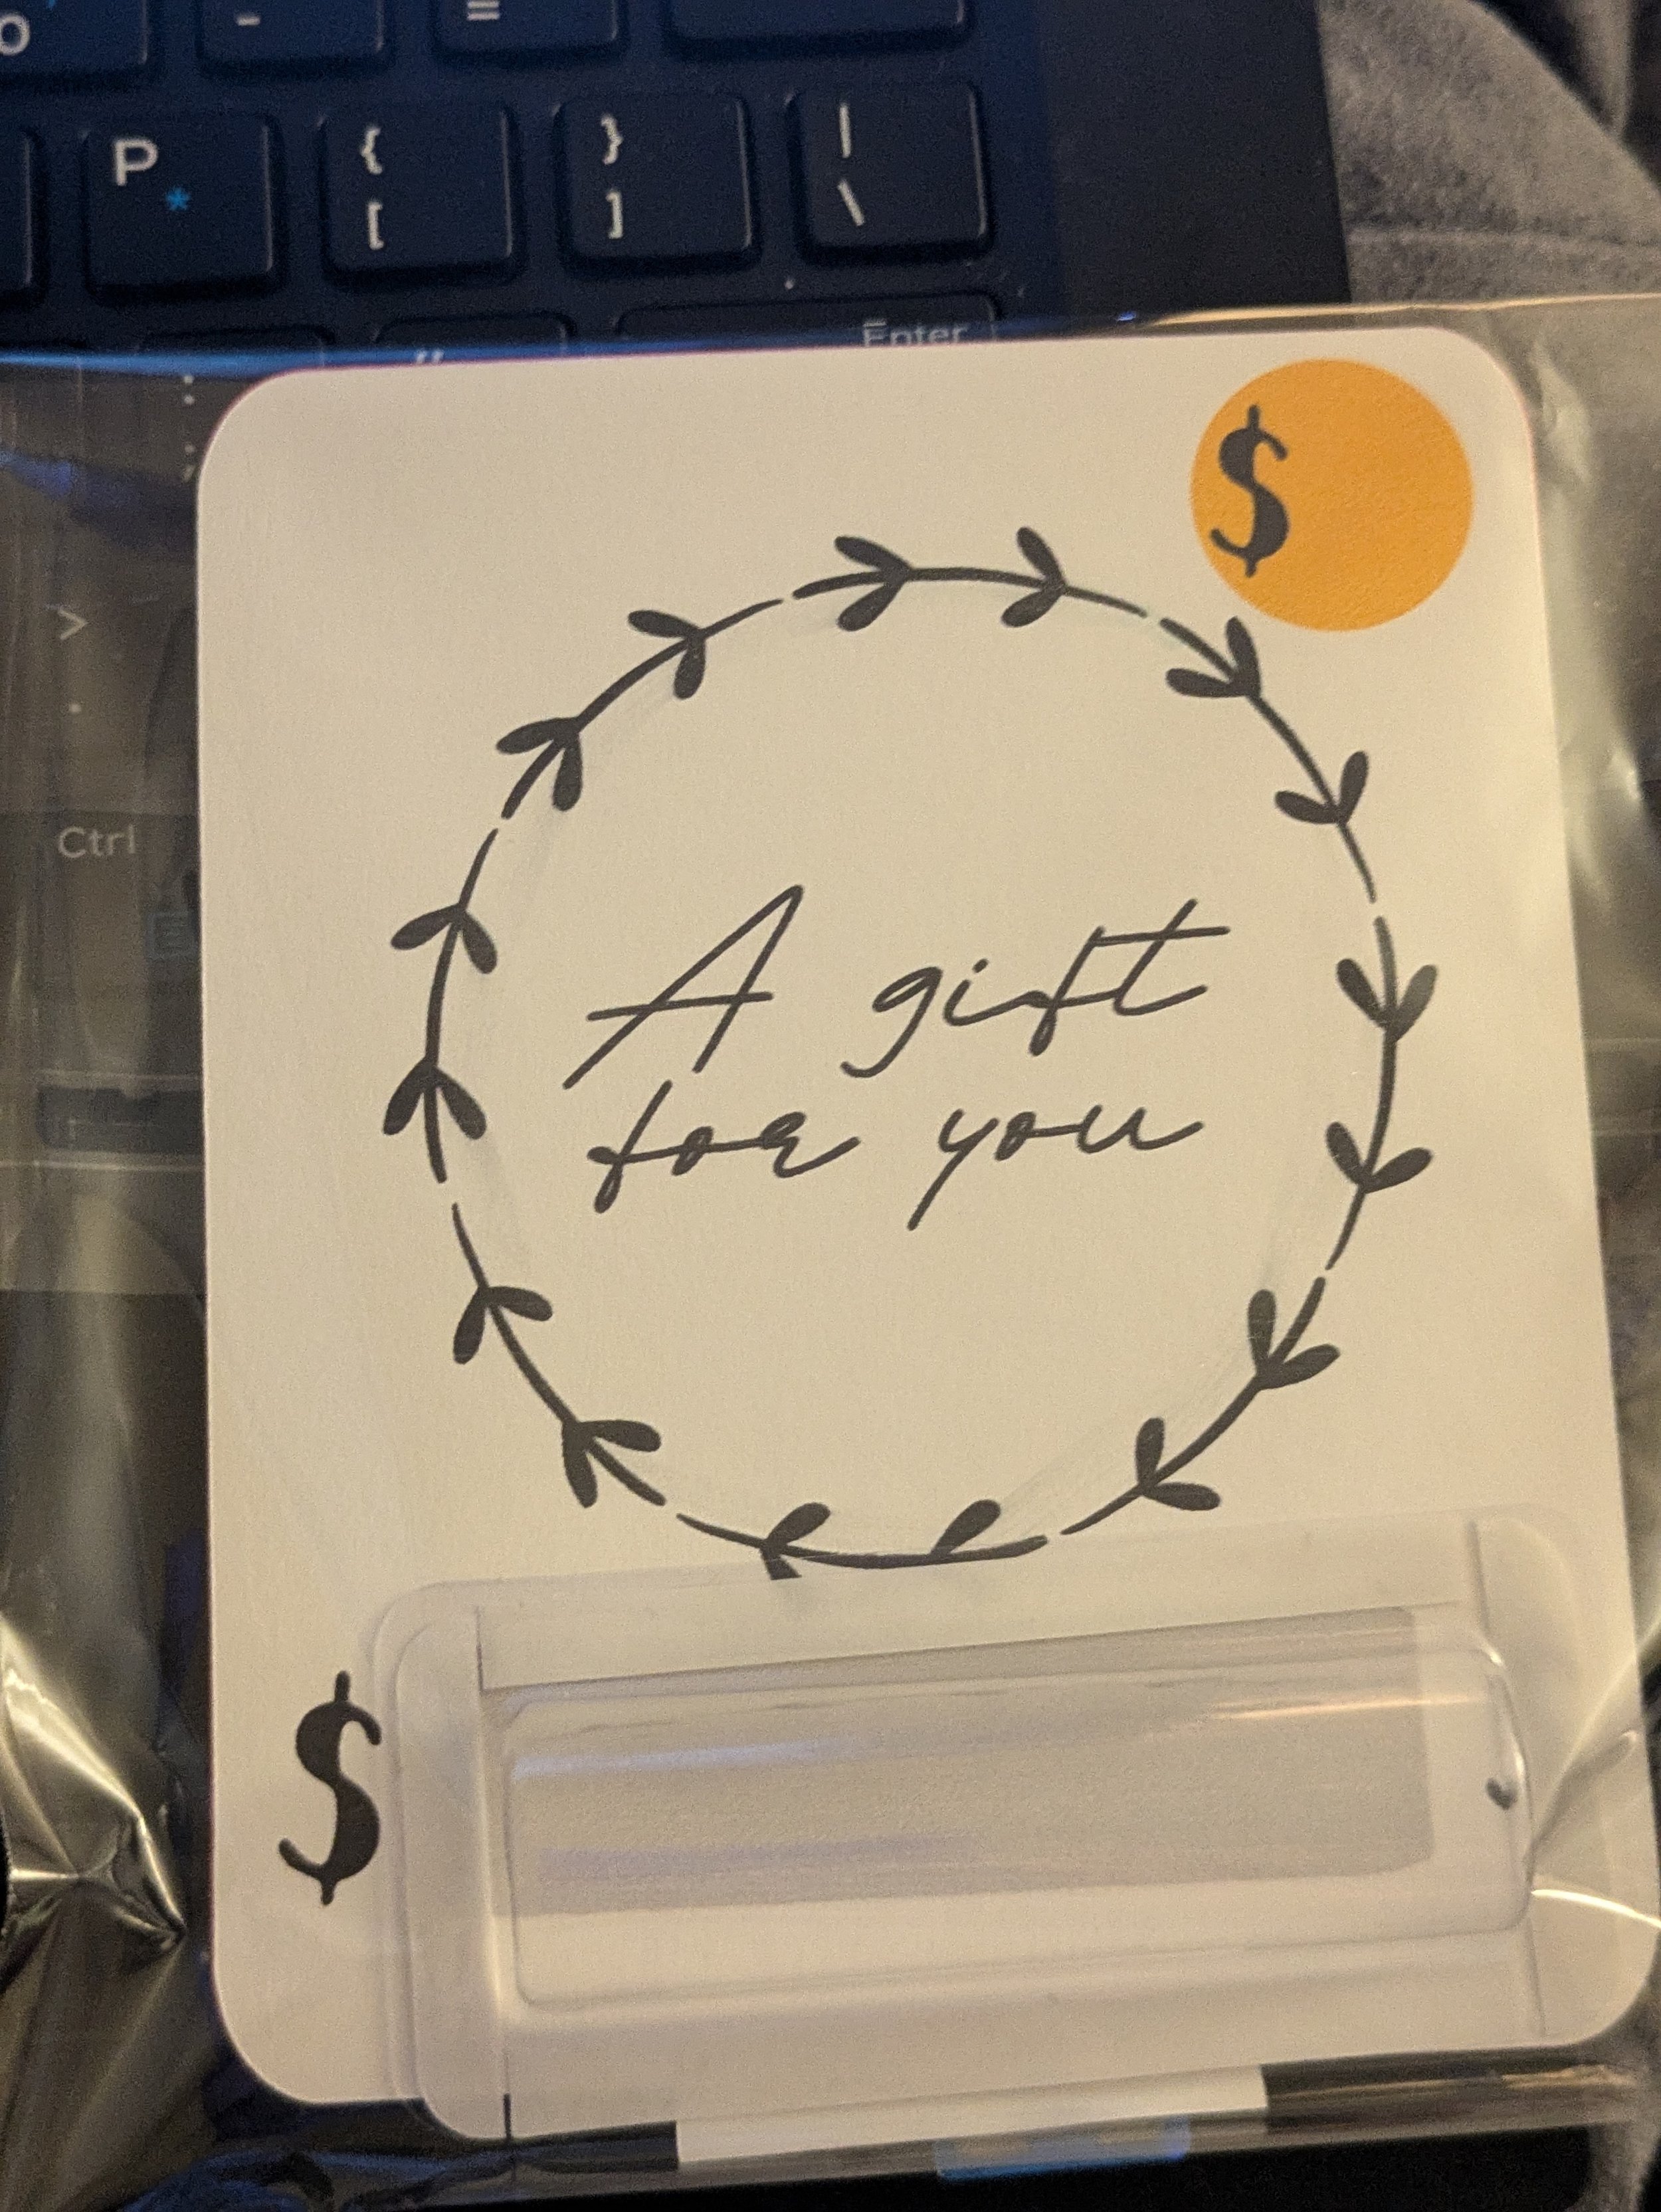 o - =
P * { [ } ] | \
" Enter
$
>
.
Ctrl
A gift
for you
$